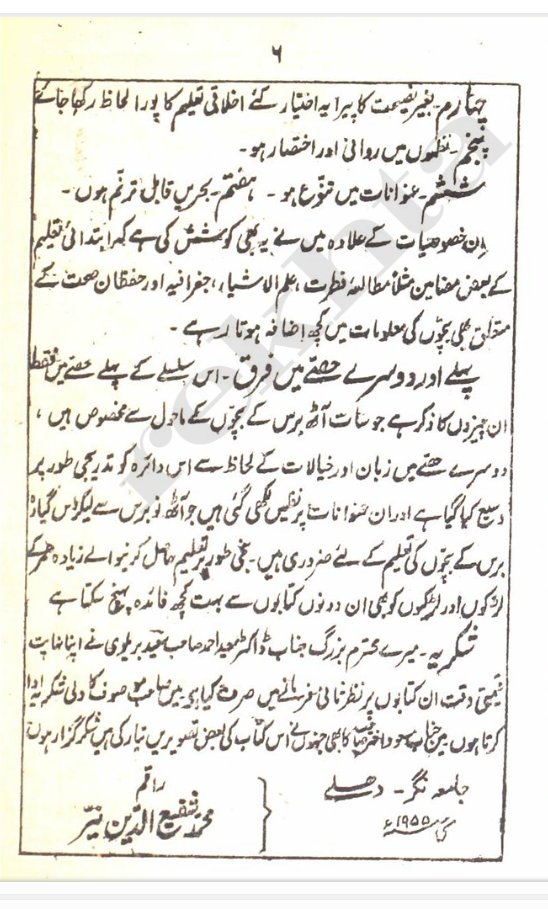 ۶
چہارم۔ بغیر نصیحت کا پیرایہ اختیار کئے اخلاقی تعلیم کا پورا لحاظ رکھا جائے
پنجم۔ نظموں میں روانی اور اختصار ہو۔
ششم۔ عنوانات میں تنوع ہو۔ ہفتم۔ بحریں قابل ترنم ہوں۔
ان خصوصیات کے علاوہ میں نے یہ بھی کوشش کی ہے کہ ابتدائی تعلیم
کے بعض مضامین مثلاً مطالعۂ فطرت، علم الاشیاء، جغرافیہ اور حفظان صحت کے
متعلق بھی بچوں کی معلومات میں کچھ اضافہ ہوتا رہے۔
پہلے اور دوسرے حصّے میں فرق۔ اس سلسلے کے پہلے حصّے میں فقط
ان چیزوں کا ذکر ہے جو سات آٹھ برس کے بچوں کے ماحول سے مخصوص ہیں،
دوسرے حصّے میں زبان اور خیالات کے لحاظ سے اس دائرہ کو تدریجی طور پر
وسیع کیا گیا ہے اور ان عنوانات پر نظمیں لکھی گئی ہیں جو آٹھ نو برس سے لیکر دس گیارہ
برس کے بچوں کی تعلیم کے لئے ضروری ہیں۔ نجی طور پر تعلیم حاصل کرنیوالے زیادہ عمر کے
لڑکوں اور لڑکیوں کو بھی ان دونوں کتابوں سے بہت کچھ فائدہ پہنچ سکتا ہے
شکریہ۔ میرے محترم بزرگ جناب ڈاکٹر سعید احمد صاحب سعید بریلوی نے اپنا نہایت
قیمتی وقت ان کتابوں پر نظر ثانی فرمانے میں صرف کیا ہے میں صاحب موصوف کا دلی شکریہ ادا
کرتا ہوں میں جناب اختر صاحب کا بھی جنہوں نے اس کتاب کی بعض تصویریں تیار کی ہیں شکر گزار ہوں
جامعہ نگر۔ دھلے
۱۹۵۵ء
راقم
محمد شفیع الدین نیّر
rekhta